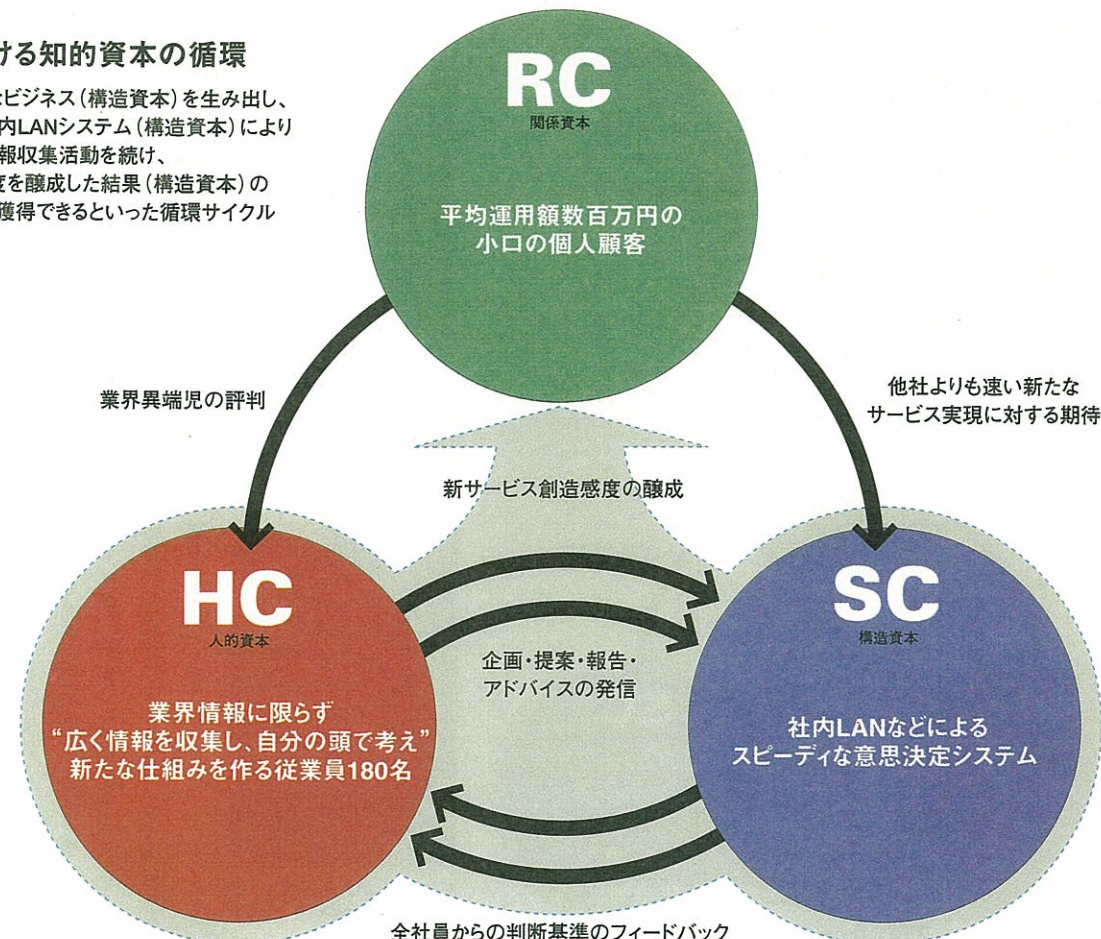 ける知的資本の循環
なビジネス(構造資本)を生み出し、
内LANシステム(構造資本)により
報収集活動を続け、
度を醸成した結果(構造資本)の
獲得できるといった循環サイクル
RC
関係資本
平均運用額数百万円の
小口の個人顧客
業界異端児の評判
他社よりも速い新たな
サービス実現に対する期待
新サービス創造感度の醸成
HC
人的資本
業界情報に限らず
“広く情報を収集し、自分の頭で考え”
新たな仕組みを作る従業員180名
企画・提案・報告・
アドバイスの発信
SC
構造資本
社内LANなどによる
スピーディな意思決定システム
全社員からの判断基準のフィードバック